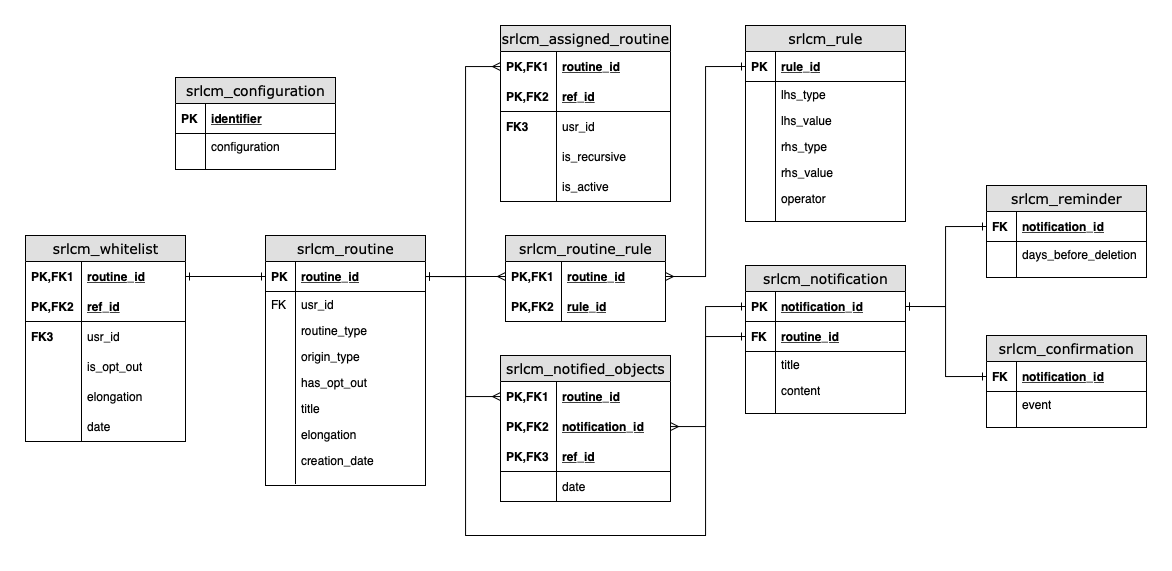 srlcm_configuration
PK identifier
configuration
srlcm_whitelist
PK,FK1 routine_id
PK,FK2 ref_id
FK3 usr_id
is_opt_out
elongation
date
srlcm_routine
PK routine_id
FK usr_id
routine_type
origin_type
has_opt_out
title
elongation
creation_date
srlcm_assigned_routine
PK,FK1 routine_id
PK,FK2 ref_id
FK3 usr_id
is_recursive
is_active
srlcm_routine_rule
PK,FK1 routine_id
PK,FK2 rule_id
srlcm_notified_objects
PK,FK1 routine_id
PK,FK2 notification_id
PK,FK3 ref_id
date
srlcm_rule
PK rule_id
lhs_type
lhs_value
rhs_type
rhs_value
operator
srlcm_notification
PK notification_id
FK routine_id
title
content
srlcm_reminder
FK notification_id
days_before_deletion
srlcm_confirmation
FK notification_id
event